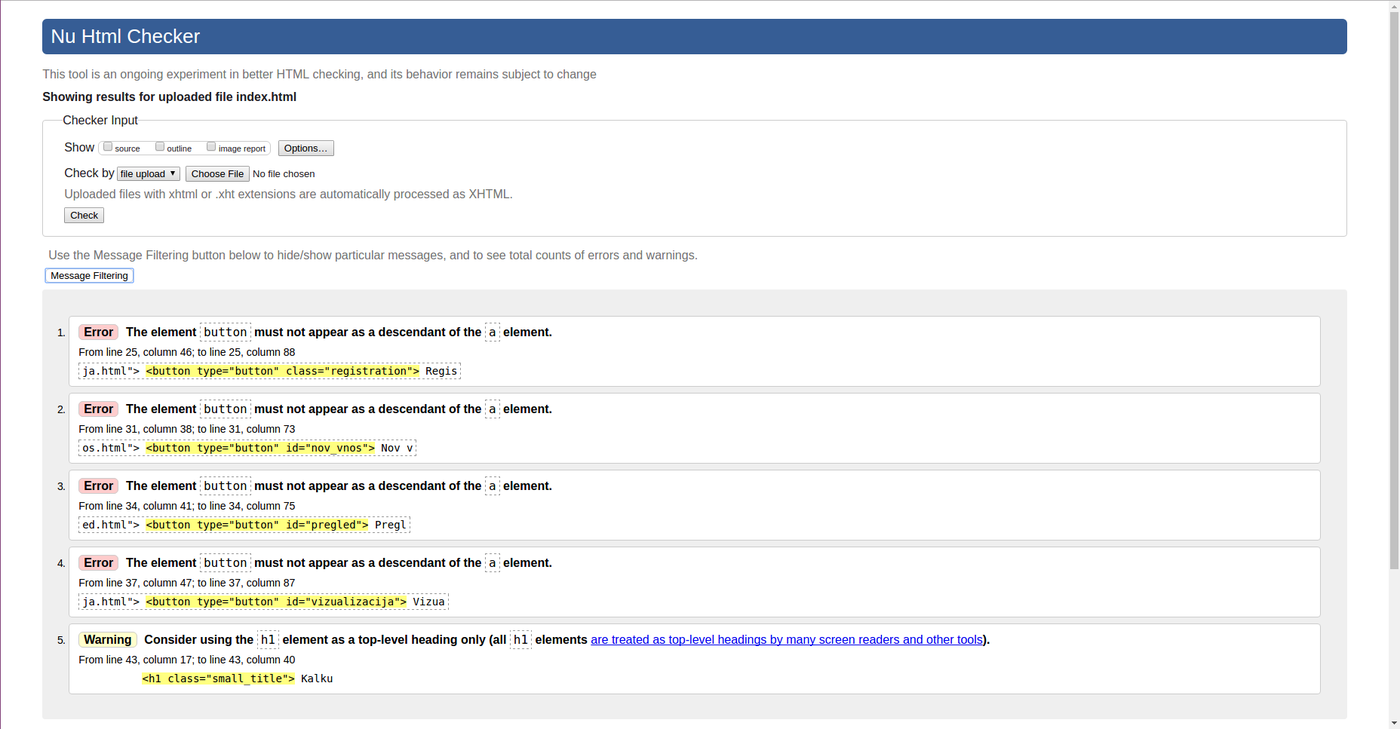 Nu Html Checker
This tool is an ongoing experiment in better HTML checking, and its behavior remains subject to change
Showing results for uploaded file index.html
Checker Input
Show source outline image report Options...
Check by file upload Choose File No file chosen
Uploaded files with xhtml or .xht extensions are automatically processed as XHTML.
Check
Use the Message Filtering button below to hide/show particular messages, and to see total counts of errors and warnings.
Message Filtering
1. Error The element button must not appear as a descendant of the a element.
From line 25, column 46; to line 25, column 88
ja.html"> <button type="button" class="registration"> Regis
2. Error The element button must not appear as a descendant of the a element.
From line 31, column 38; to line 31, column 73
os.html"> <button type="button" id="nov_vnos"> Nov v
3. Error The element button must not appear as a descendant of the a element.
From line 34, column 41; to line 34, column 75
ed.html"> <button type="button" id="pregled"> Pregl
4. Error The element button must not appear as a descendant of the a element.
From line 37, column 47; to line 37, column 87
ja.html"> <button type="button" id="vizualizacija"> Vizua
5. Warning Consider using the h1 element as a top-level heading only (all h1 elements are treated as top-level headings by many screen readers and other tools).
From line 43, column 17; to line 43, column 40
<h1 class="small_title"> Kalku